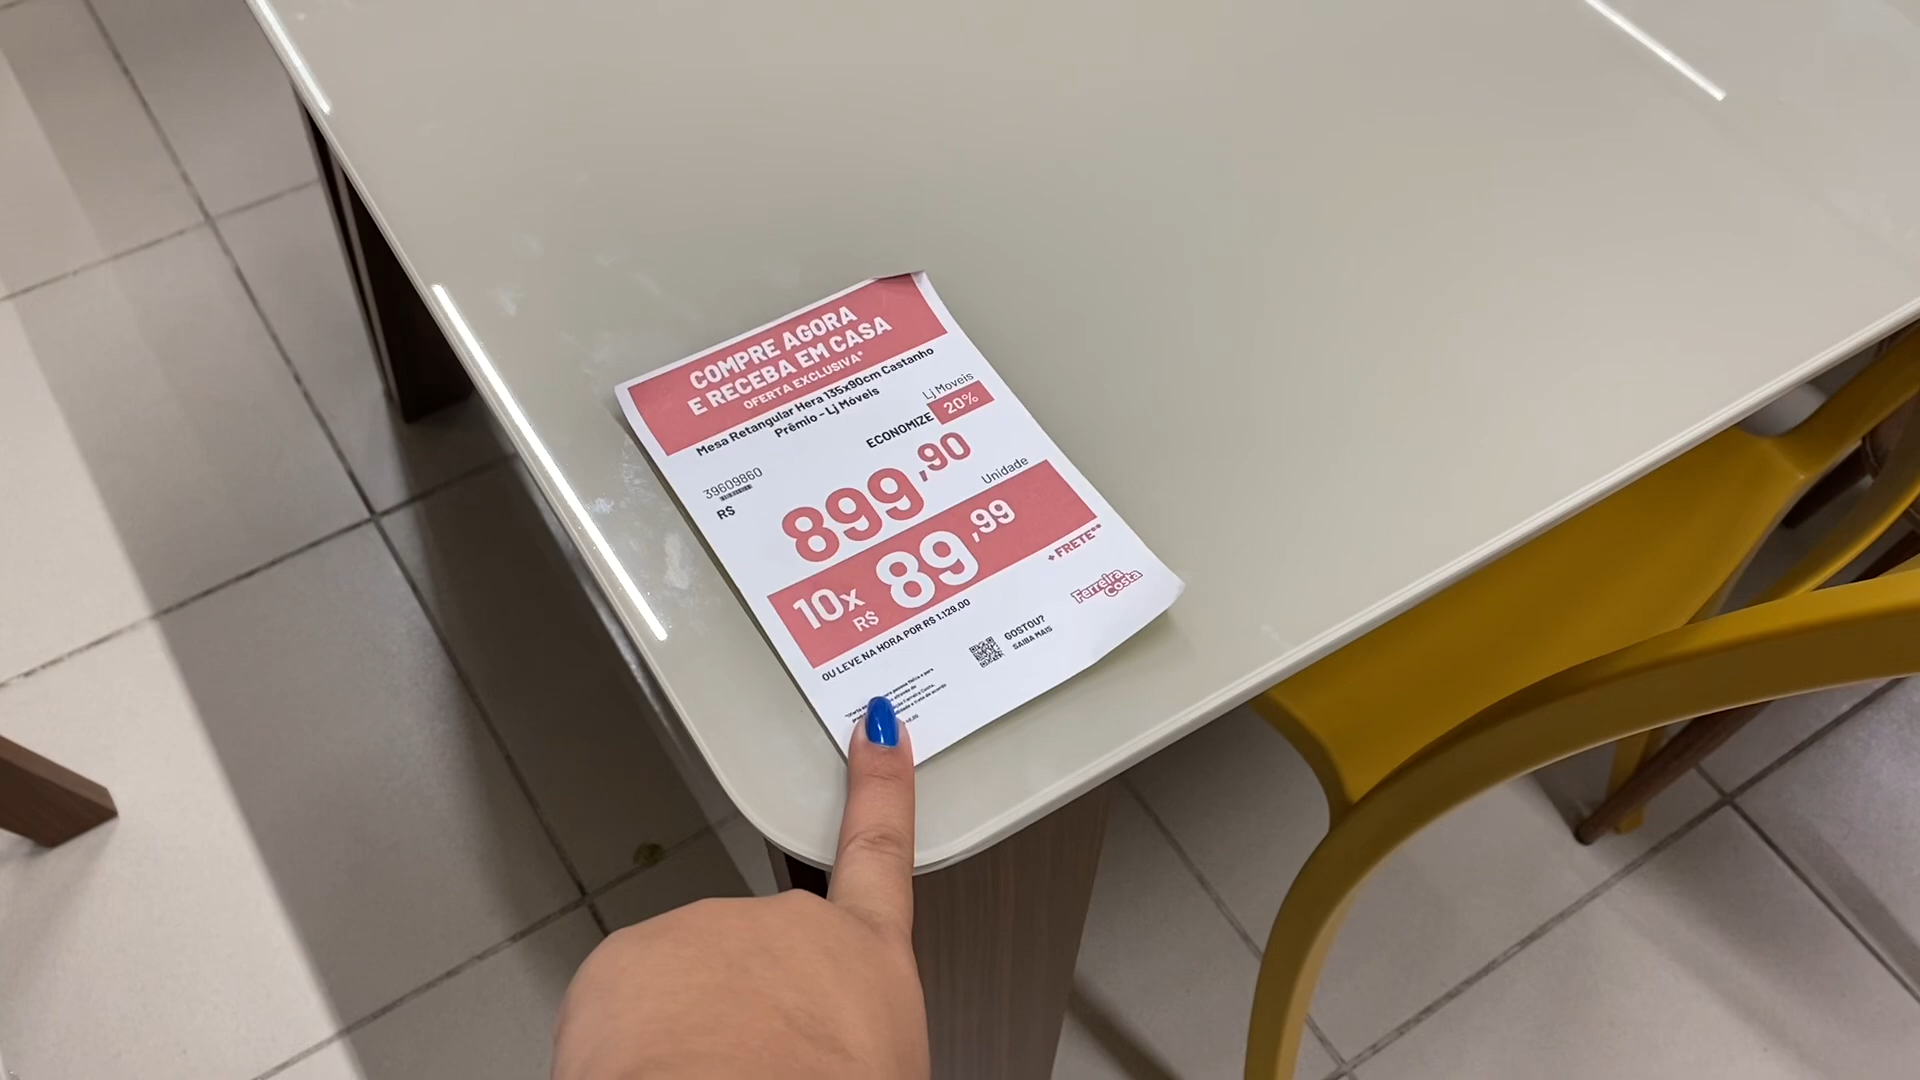 COMPRE AGORA
E RECEBA EM CASA
OFERTA EXCLUSIVA*
Mesa Retangular Hera 135x90cm Castanho
Prêmio - Lj Móveis
Lj Moveis
ECONOMIZE 20%
39609860
R$ 899,90
Unidade
10x R$ 89,99
+ FRETE**
OU LEVE NA HORA POR R$ 1.129,00
GOSTOU?
SAIBA MAIS
Ferreira
Costa